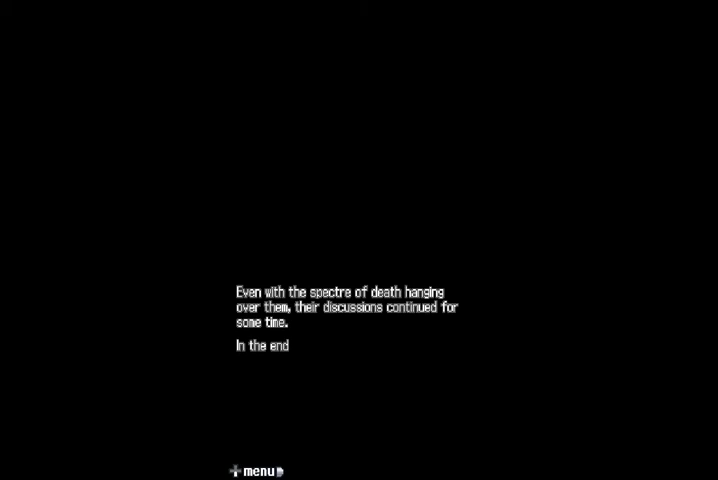 Even with the spectre of death hanging
over them, their discussions continued for
some time.
In the end
menu